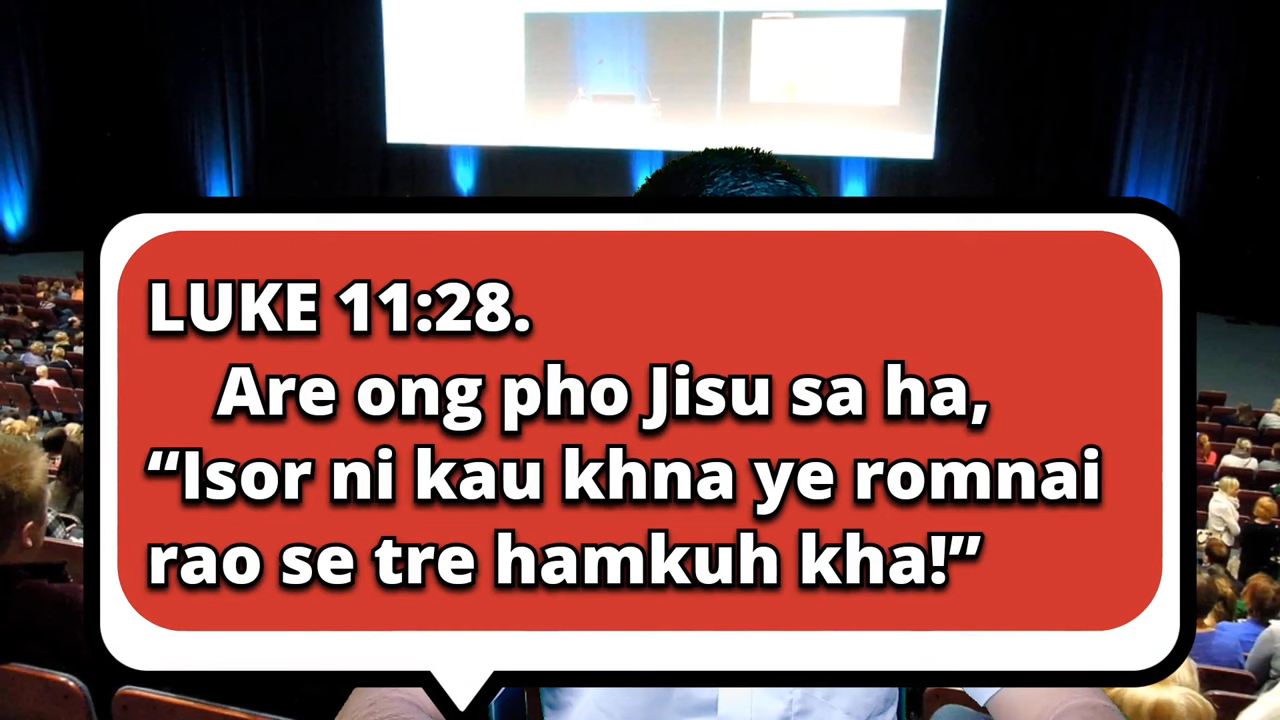 LUKE 11:28.
Are ong pho Jisu sa ha,
“Isor ni kau khna ye romnai
rao se tre hamkuh kha!”